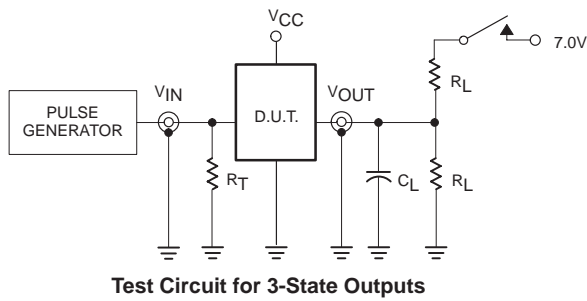 VCC
7.0V
RL
PULSE
GENERATOR
VIN
D.U.T.
VOUT
RT
CL
RL
Test Circuit for 3-State Outputs